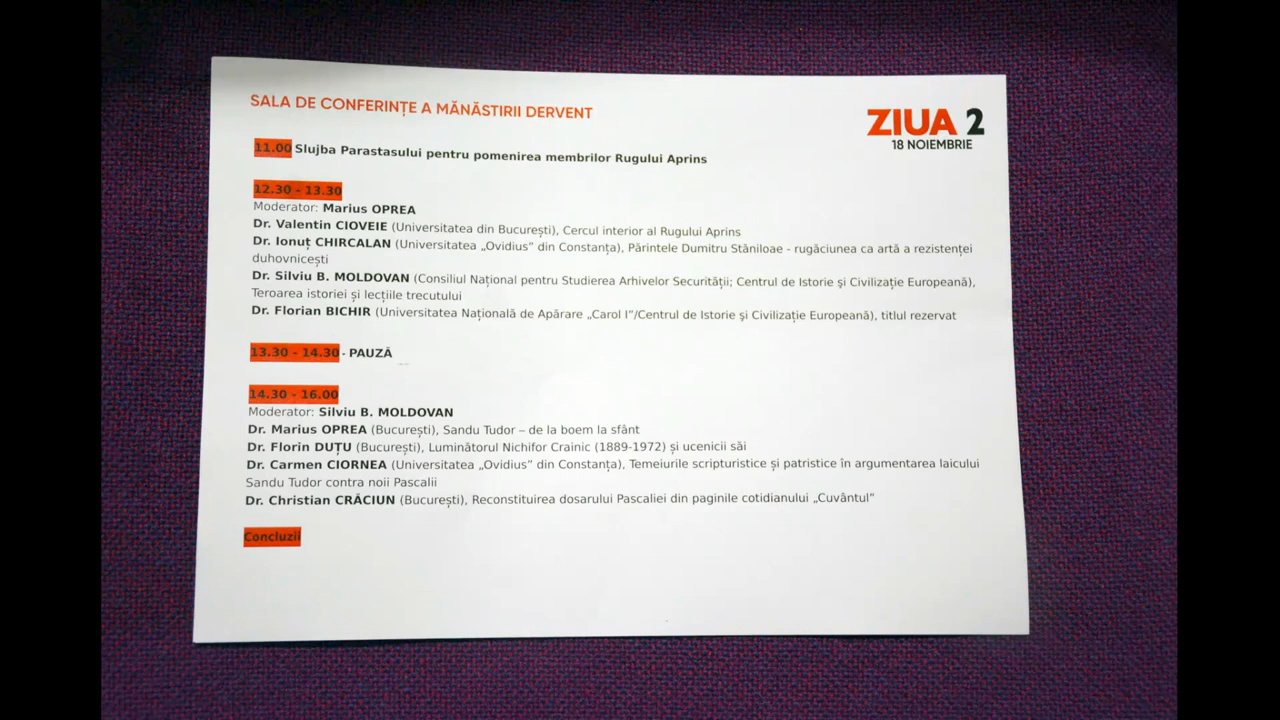 SALA DE CONFERINȚE A MĂNĂSTIRII DERVENT
ZIUA 2
18 NOIEMBRIE
11.00 Slujba Parastasului pentru pomenirea membrilor Rugului Aprins
12.30 - 13.30
Moderator: Marius OPREA
Dr. Valentin CIOVEIE (Universitatea din București), Cercul interior al Rugului Aprins
Dr. Ionuț CHIRCALAN (Universitatea „Ovidius” din Constanța), Părintele Dumitru Stăniloae - rugăciunea ca artă a rezistenței
duhovnicești
Dr. Silviu B. MOLDOVAN (Consiliul Național pentru Studierea Arhivelor Securității; Centrul de Istorie şi Civilizație Europeană),
Teroarea istoriei și lecțiile trecutului
Dr. Florian BICHIR (Universitatea Națională de Apărare „Carol I”/Centrul de Istorie şi Civilizație Europeană), titlul rezervat
13.30 - 14.30 - PAUZĂ
14.30 - 16.00
Moderator: Silviu B. MOLDOVAN
Dr. Marius OPREA (București), Sandu Tudor – de la boem la sfânt
Dr. Florin DUȚU (București), Luminătorul Nichifor Crainic (1889-1972) și ucenicii săi
Dr. Carmen CIORNEA (Universitatea „Ovidius” din Constanța), Temeiurile scripturistice și patristice în argumentarea laicului
Sandu Tudor contra noii Pascalii
Dr. Christian CRĂCIUN (București), Reconstituirea dosarului Pascaliei din paginile cotidianului „Cuvântul”
Concluzii